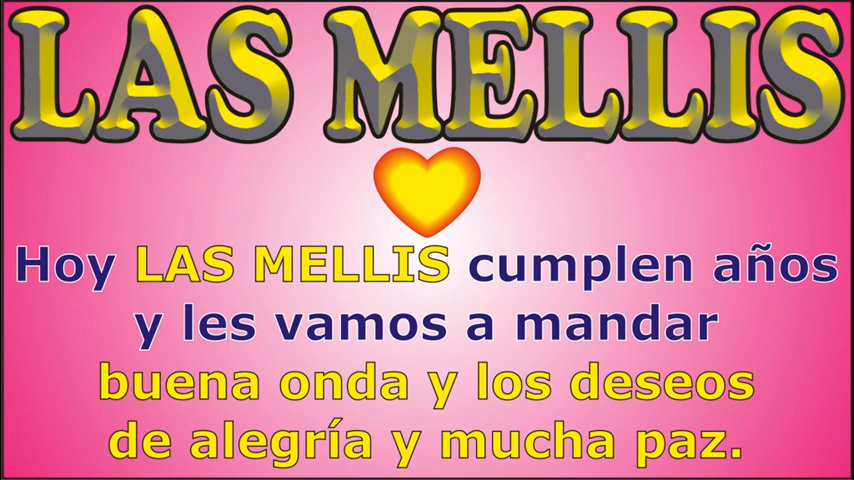 LAS MELLIS
Hoy LAS MELLIS cumplen años
y les vamos a mandar
buena onda y los deseos
de alegría y mucha paz.